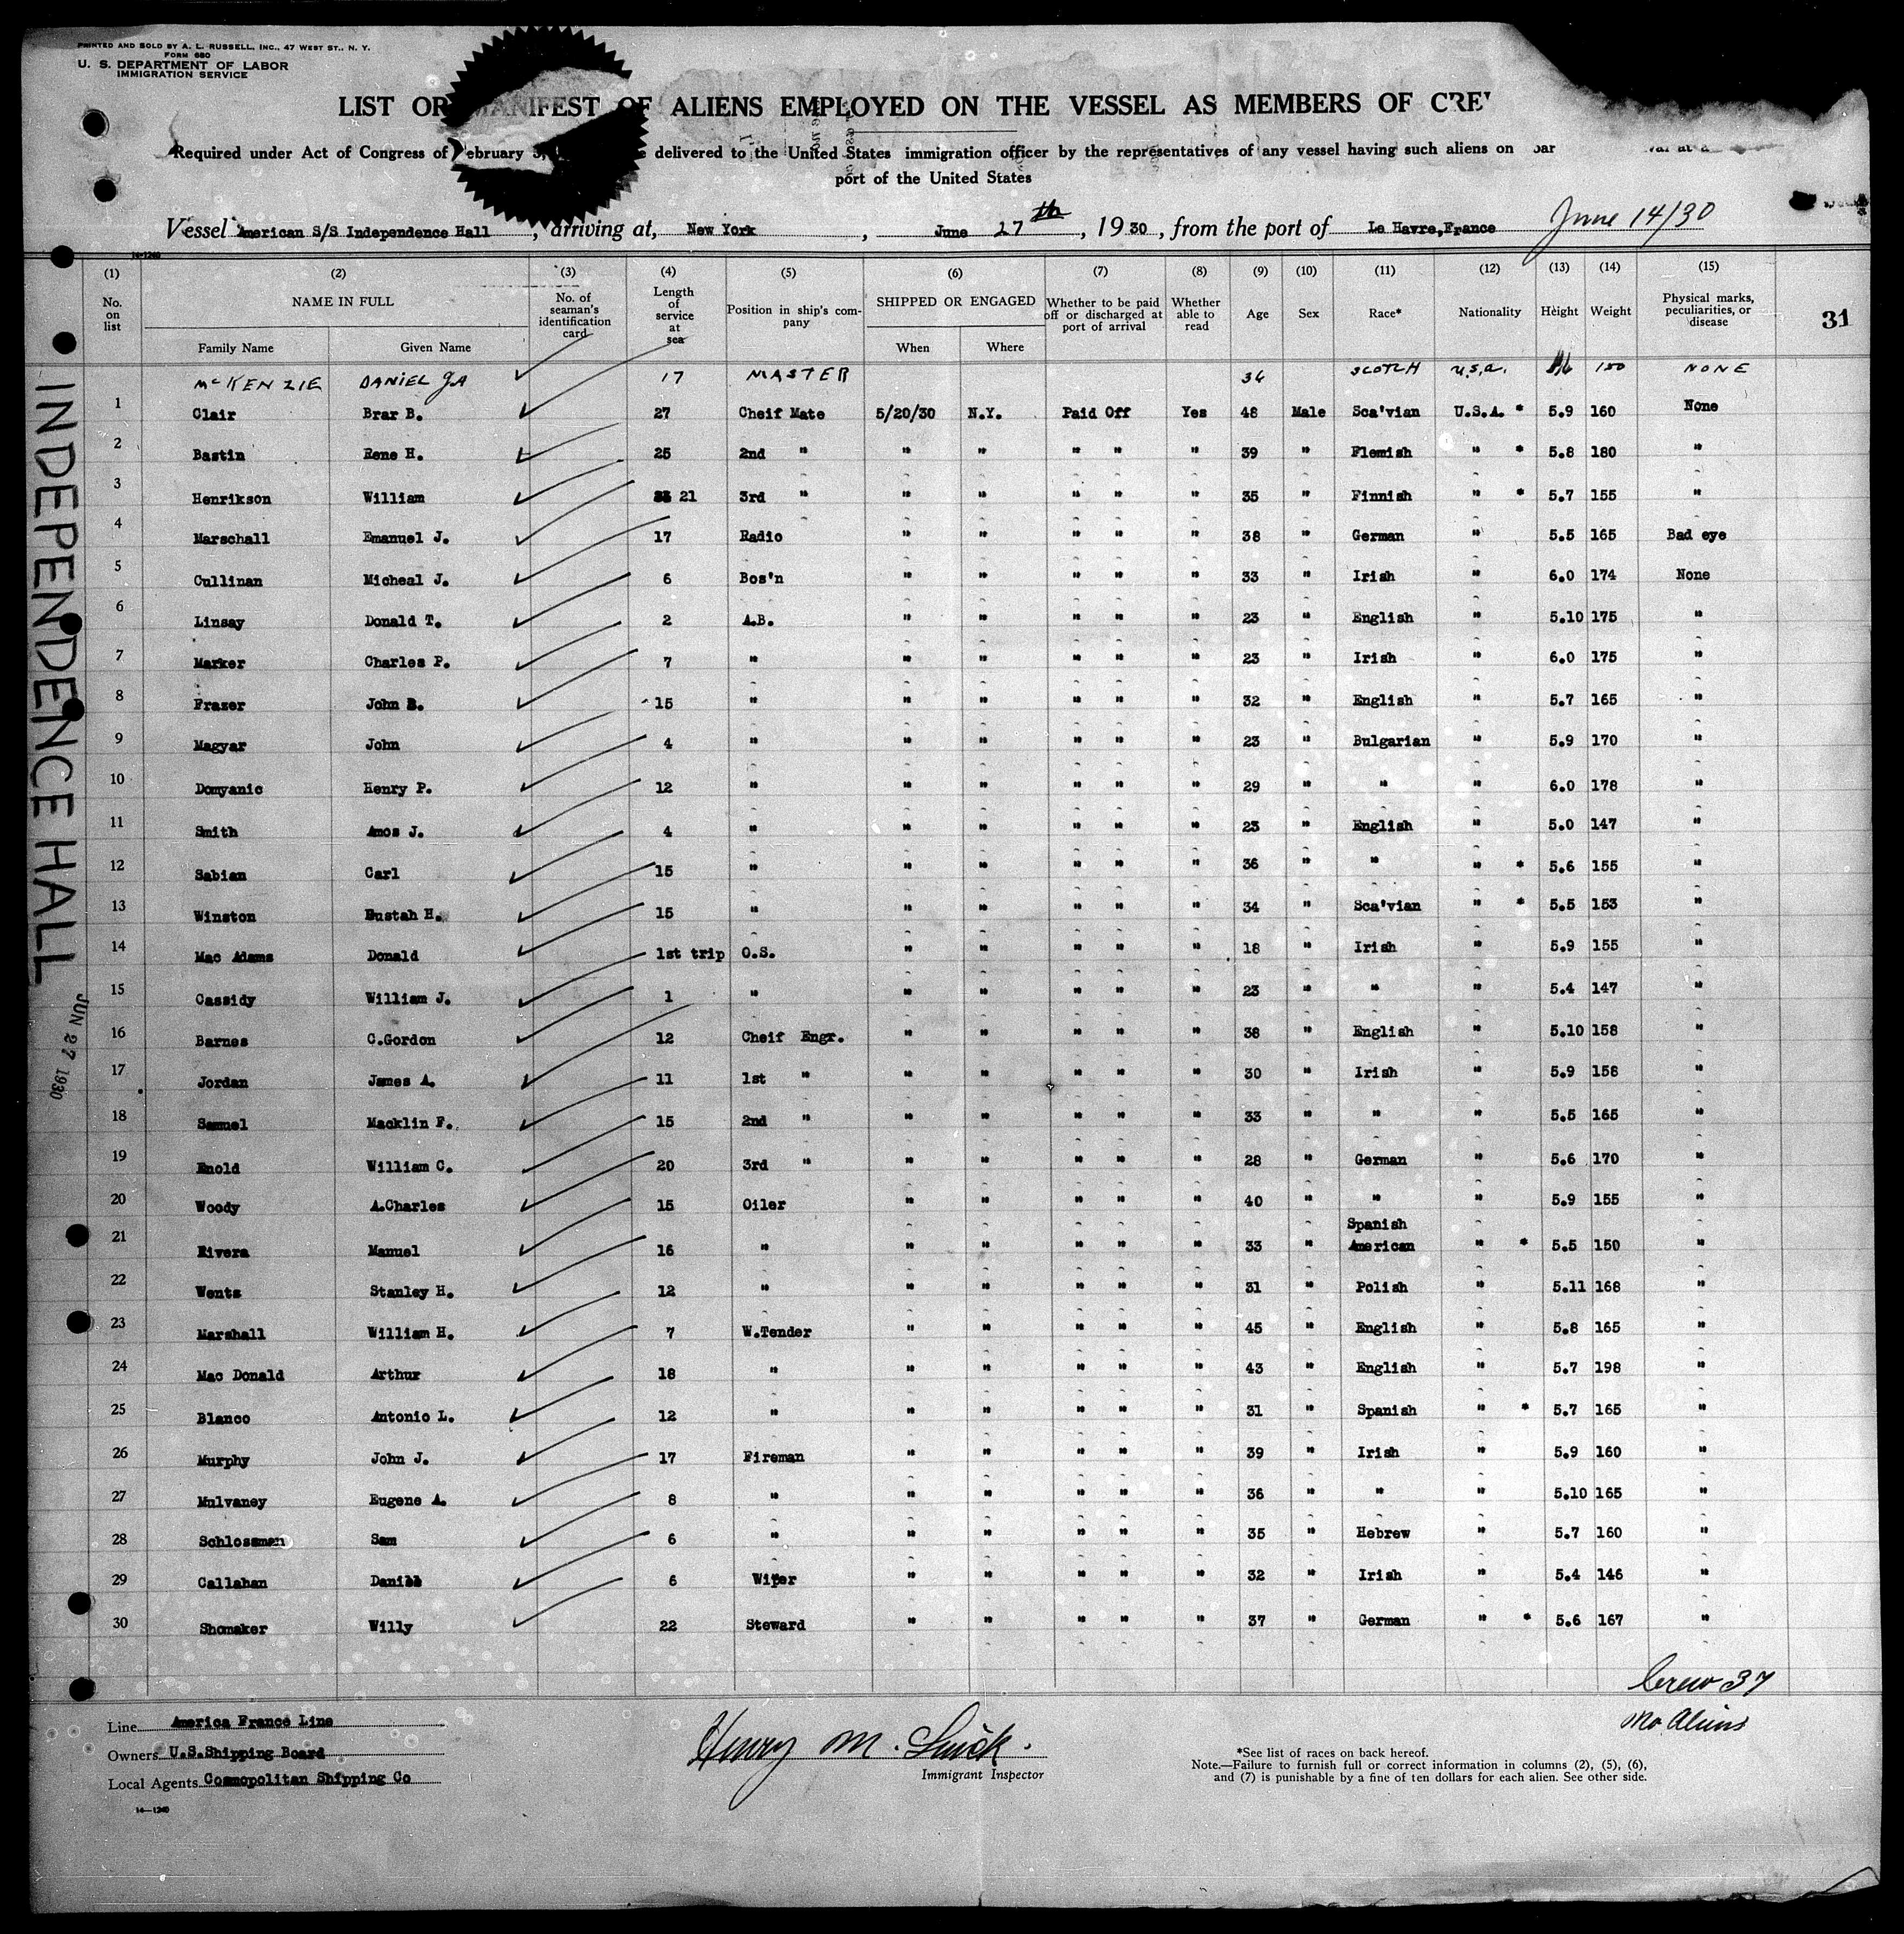 PRINTED AND SOLD BY A. L. RUSSELL, INC., 47 WEST ST., N. Y.
FORM 680
U. S. DEPARTMENT OF LABOR
IMMIGRATION SERVICE
LIST OR MANIFEST OF ALIENS EMPLOYED ON THE VESSEL AS MEMBERS OF CREW
Required under Act of Congress of February 5, delivered to the United States immigration officer by the representatives of any vessel having such aliens on
port of the United States
Vessel American S/S Independence Hall, arriving at, New York, June 27th, 1930, from the port of Le Havre, France June 14/30
14-1240
(1) (2) (3) (4) (5) (6) (7) (8) (9) (10) (11) (12) (13) (14) (15)
No. on list NAME IN FULL No. of seaman's identification card Length of service at sea Position in ship's company SHIPPED OR ENGAGED Whether to be paid off or discharged at port of arrival Whether able to read Age Sex Race* Nationality Height Weight Physical marks, peculiarities, or disease 31
Family Name Given Name When Where
McKENZIE DANIEL JA 17 MASTER 34 SCOTCH U.S.A. 150 NONE
1 Clair Brar B. 27 Cheif Mate 5/20/30 N.Y. Paid Off Yes 48 Male Sca'vian U.S.A. * 5.9 160 None
2 Bastin Rene H. 25 2nd " " " " " " 39 " Flemish " * 5.8 180 "
3 Henrikson William 21 3rd " " " " " " 35 " Finnish " * 5.7 155 "
4 Marschall Emanuel J. 17 Radio " " " " " 38 " German " 5.5 165 Bad eye
5 Cullinan Micheal J. 6 Bos'n " " " " " 33 " Irish " 6.0 174 None
6 Linsay Donald T. 2 A.B. " " " " " 23 " English " 5.10 175 "
7 Marker Charles P. 7 " " " " " " 23 " Irish " 6.0 175 "
8 Frazer John B. 15 " " " " " " 32 " English " 5.7 165 "
9 Magyar John 4 " " " " " " 23 " Bulgarian " 5.9 170 "
10 Domyanic Henry P. 12 " " " " " " 29 " " " 6.0 178 "
11 Smith Amos J. 4 " " " " " " 23 " English " 5.0 147 "
12 Sabian Carl 15 " " " " " " 36 " " " * 5.6 155 "
13 Winston Eustah H. 15 " " " " " " 34 " Sca'vian " * 5.5 153 "
14 Mac Adams Donald 1st trip O.S. " " " " " 18 " Irish " 5.9 155 "
15 Cassidy William J. 1 " " " " " " 23 " " " 5.4 147 "
16 Barnes C.Gordon 12 Cheif Engr. " " " " " 38 " English " 5.10 158 "
17 Jordan James A. 11 1st " " " " " " 30 " Irish " 5.9 158 "
18 Samuel Macklin F. 15 2nd " " " " " " 33 " " " 5.5 165 "
19 Enold William C. 20 3rd " " " " " " 28 " German " 5.6 170 "
20 Woody A.Charles 15 Oiler " " " " " 40 " " " 5.9 155 "
21 Rivera Manuel 16 " " " " " " 33 " Spanish American " * 5.5 150 "
22 Wents Stanley H. 12 " " " " " " 31 " Polish " 5.11 168 "
23 Marshall William H. 7 W.Tender " " " " " 45 " English " 5.8 165 "
24 Mac Donald Arthur 18 " " " " " " 43 " English " 5.7 198 "
25 Blanco Antonio L. 12 " " " " " " 31 " Spanish " * 5.7 165 "
26 Murphy John J. 17 Fireman " " " " " 39 " Irish " 5.9 160 "
27 Mulvaney Eugene A. 8 " " " " " " 36 " " " 5.10 165 "
28 Schlossman Sam 6 " " " " " " 35 " Hebrew " 5.7 160 "
29 Callahan Daniel 6 Wiper " " " " " 32 " Irish " 5.4 146 "
30 Shomaker Willy 22 Steward " " " " " 37 " German " * 5.6 167 "
Crew 37
No Aliens
Line America France Line
Owners U.S.Shipping Board
Local Agents Cosmopolitan Shipping Co
14-1240
Henry M.
Immigrant Inspector
*See list of races on back hereof.
Note.—Failure to furnish full or correct information in columns (2), (5), (6),
and (7) is punishable by a fine of ten dollars for each alien. See other side.
INDEPENDENCE HALL
JUN 27 1930